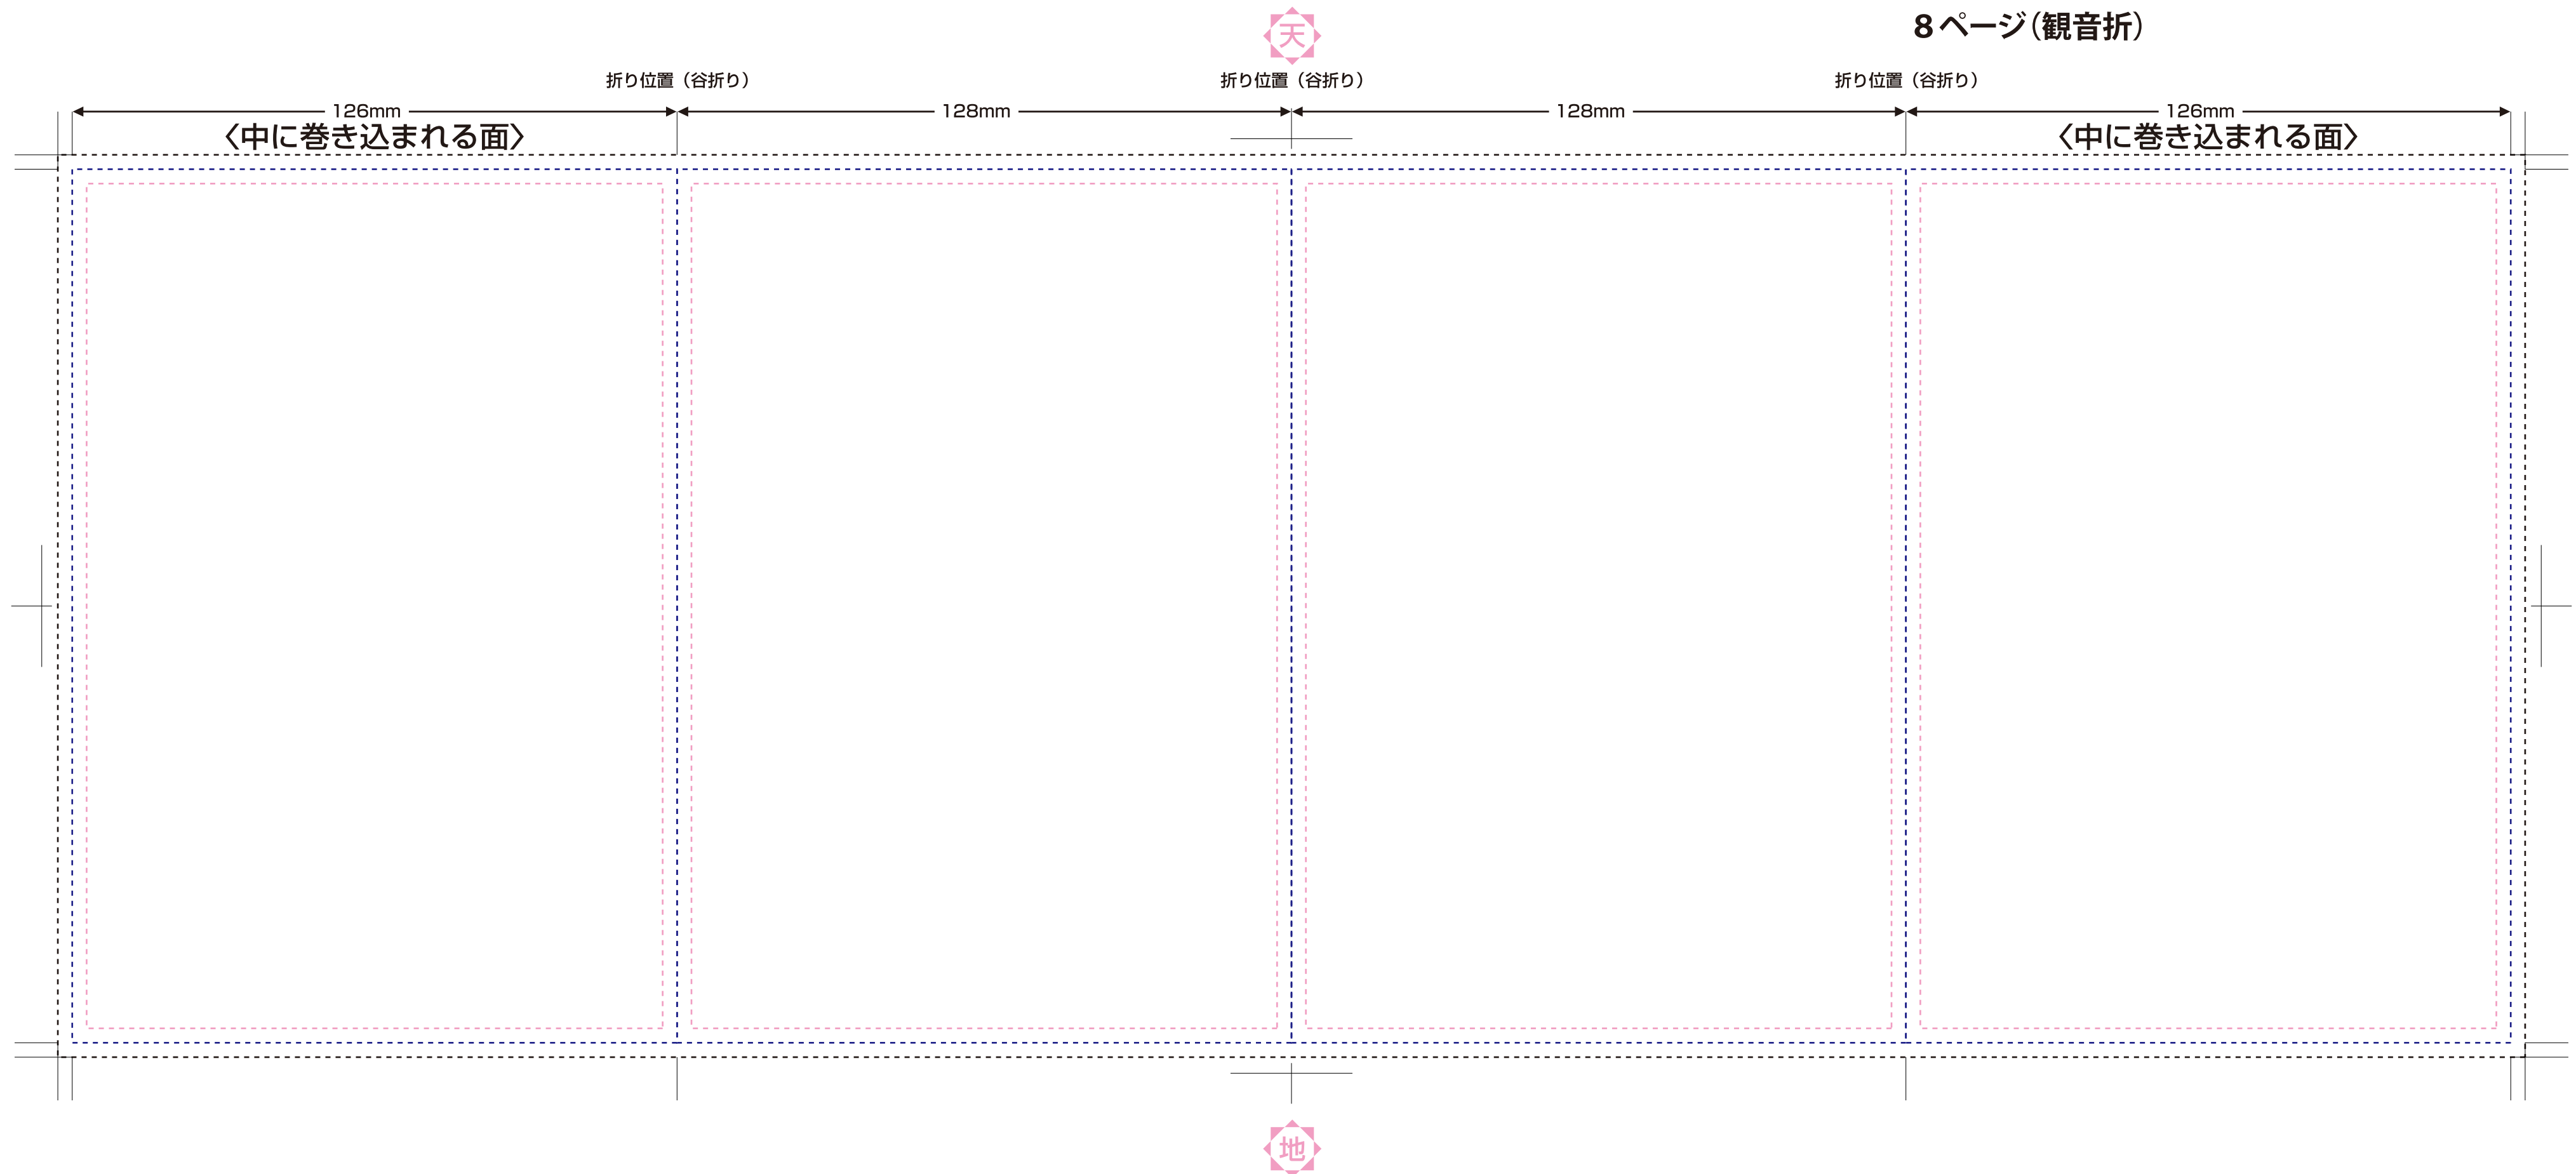 天
8ページ(観音折)
折り位置(谷折り) 折り位置(谷折り) 折り位置(谷折り)
126mm 128mm 128mm 126mm
〈中に巻き込まれる面〉 〈中に巻き込まれる面〉
地